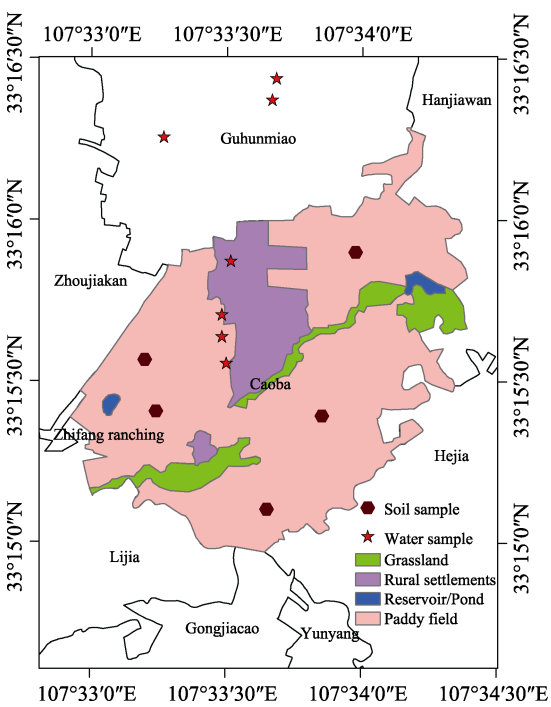 107°33′0″E 107°33′30″E 107°34′0″E
33°16′30″N 33°16′30″N
Hanjiawan
Guhunmiao
33°16′0″N 33°16′0″N
Zhoujiakan
33°15′30″N 33°15′30″N
Caoba
Zhifang ranching
Hejia
Soil sample
Water sample
33°15′0″N 33°15′0″N
Lijia
Grassland
Rural settlements
Reservoir/Pond
Paddy field
Gongjiacao
Yunyang
107°33′0″E 107°33′30″E 107°34′0″E 107°34′30″E